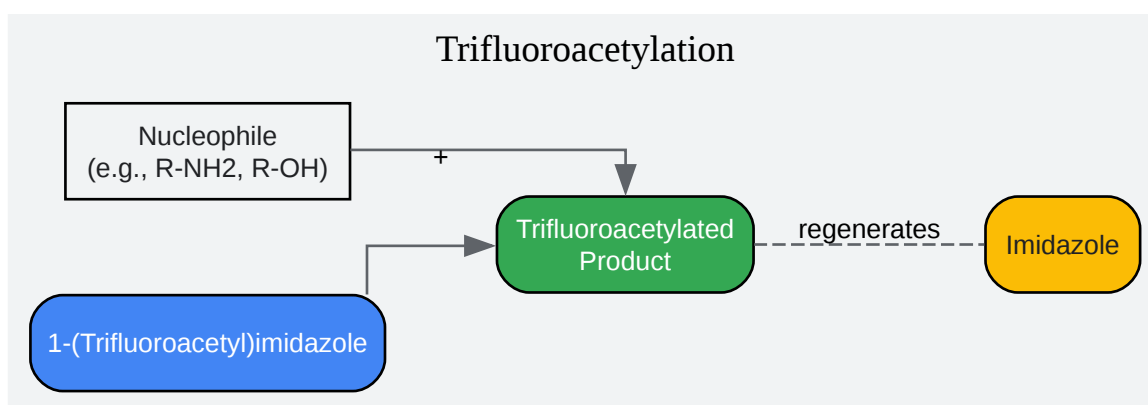 Trifluoroacetylation
Nucleophile
(e.g., R-NH2, R-OH)
+
Trifluoroacetylated
Product
regenerates
Imidazole
1-(Trifluoroacetyl)imidazole